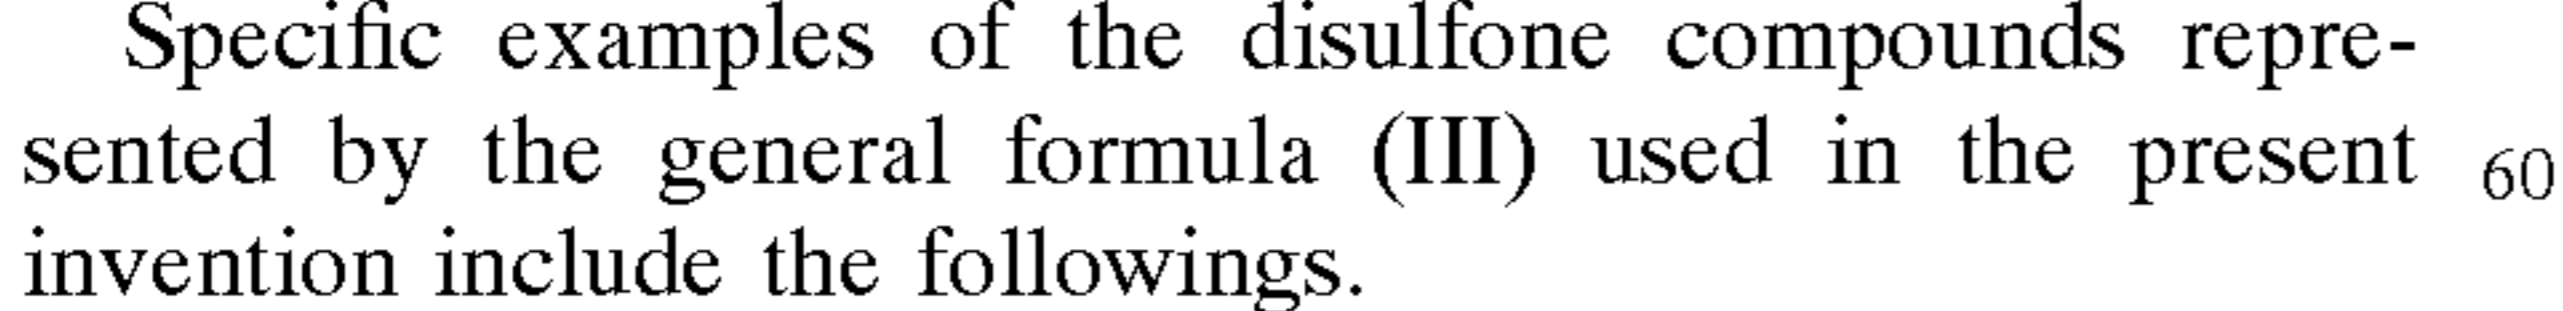 Specific examples of the disulfone compounds repre-
sented by the general formula (III) used in the present 60
invention include the followings.